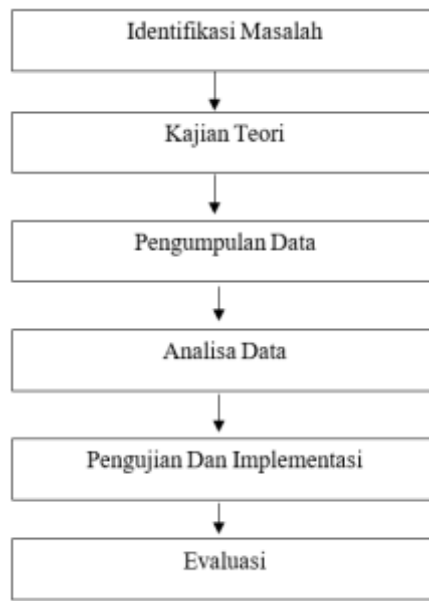 Identifikasi Masalah
Kajian Teori
Pengumpulan Data
Analisa Data
Pengujian Dan Implementasi
Evaluasi